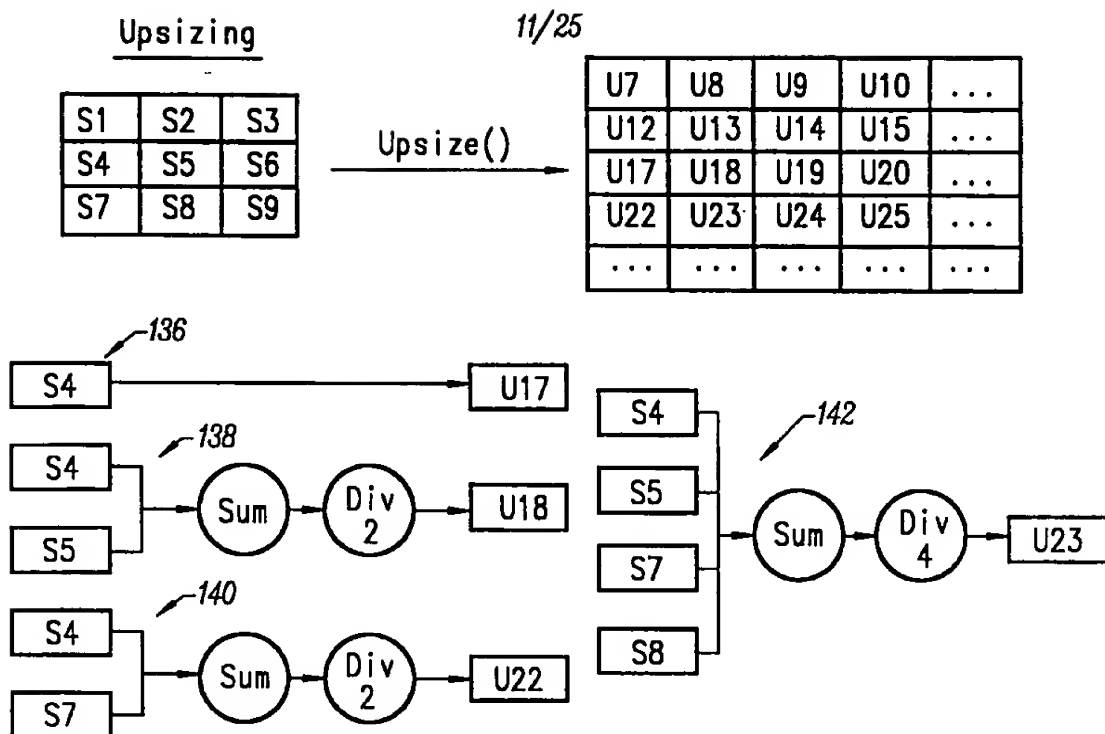 Upsizing
11/25
S1 S2 S3
S4 S5 S6
S7 S8 S9
Upsize()
U7 U8 U9 U10 ...
U12 U13 U14 U15 ...
U17 U18 U19 U20 ...
U22 U23 U24 U25 ...
... ... ... ... ...
136
S4
U17
138
S4
S5
Sum
Div 2
U18
140
S4
S7
Sum
Div 2
U22
142
S4
S5
S7
S8
Sum
Div 4
U23